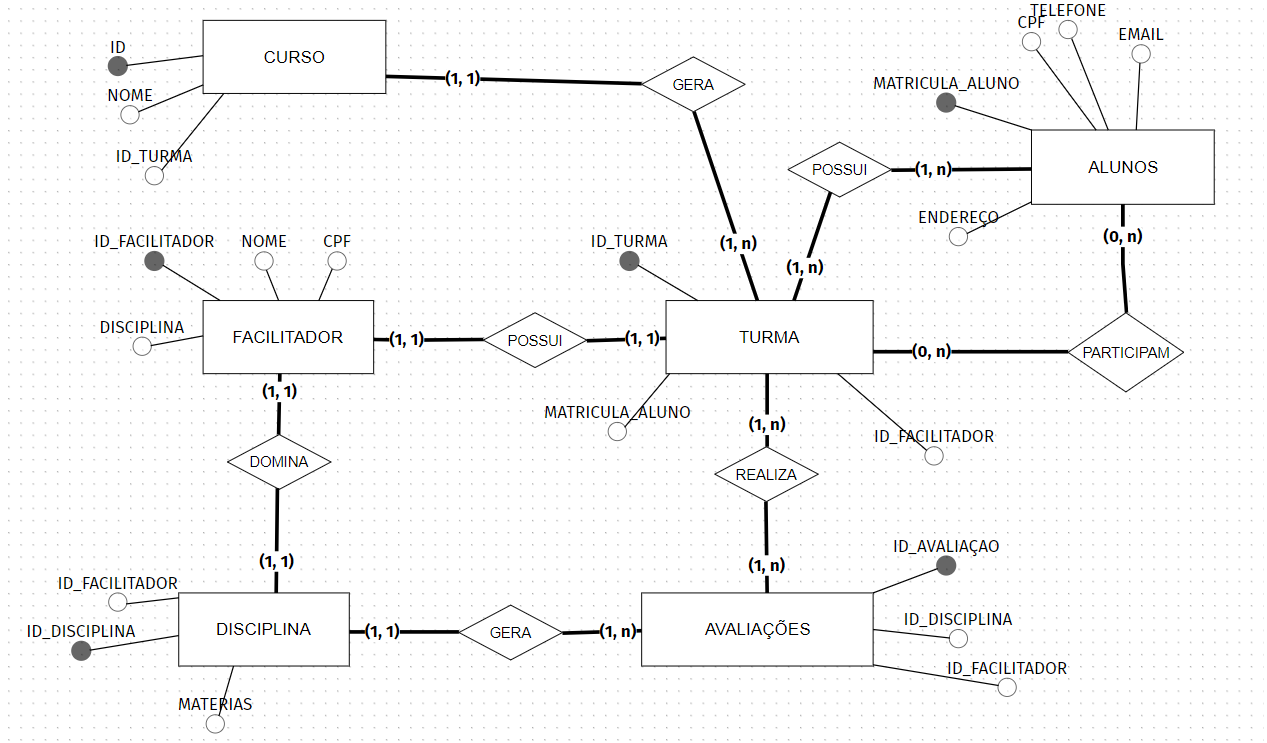 TELEFONE
CPF
EMAIL
ID
CURSO
(1, 1)
GERA
NOME
MATRICULA_ALUNO
ID_TURMA
POSSUI
(1, n)
ALUNOS
ENDEREÇO
(0, n)
ID_FACILITADOR
NOME
CPF
ID_TURMA
(1, n)
(1, n)
DISCIPLINA
FACILITADOR
(1, 1)
POSSUI
(1, 1)
TURMA
(0, n)
PARTICIPAM
(1, 1)
MATRICULA_ALUNO
(1, n)
ID_FACILITADOR
DOMINA
REALIZA
(1, 1)
(1, n)
ID_AVALIAÇAO
ID_FACILITADOR
ID_DISCIPLINA
DISCIPLINA
(1, 1)
GERA
(1, n)
AVALIAÇÕES
ID_DISCIPLINA
ID_FACILITADOR
MATERIAS